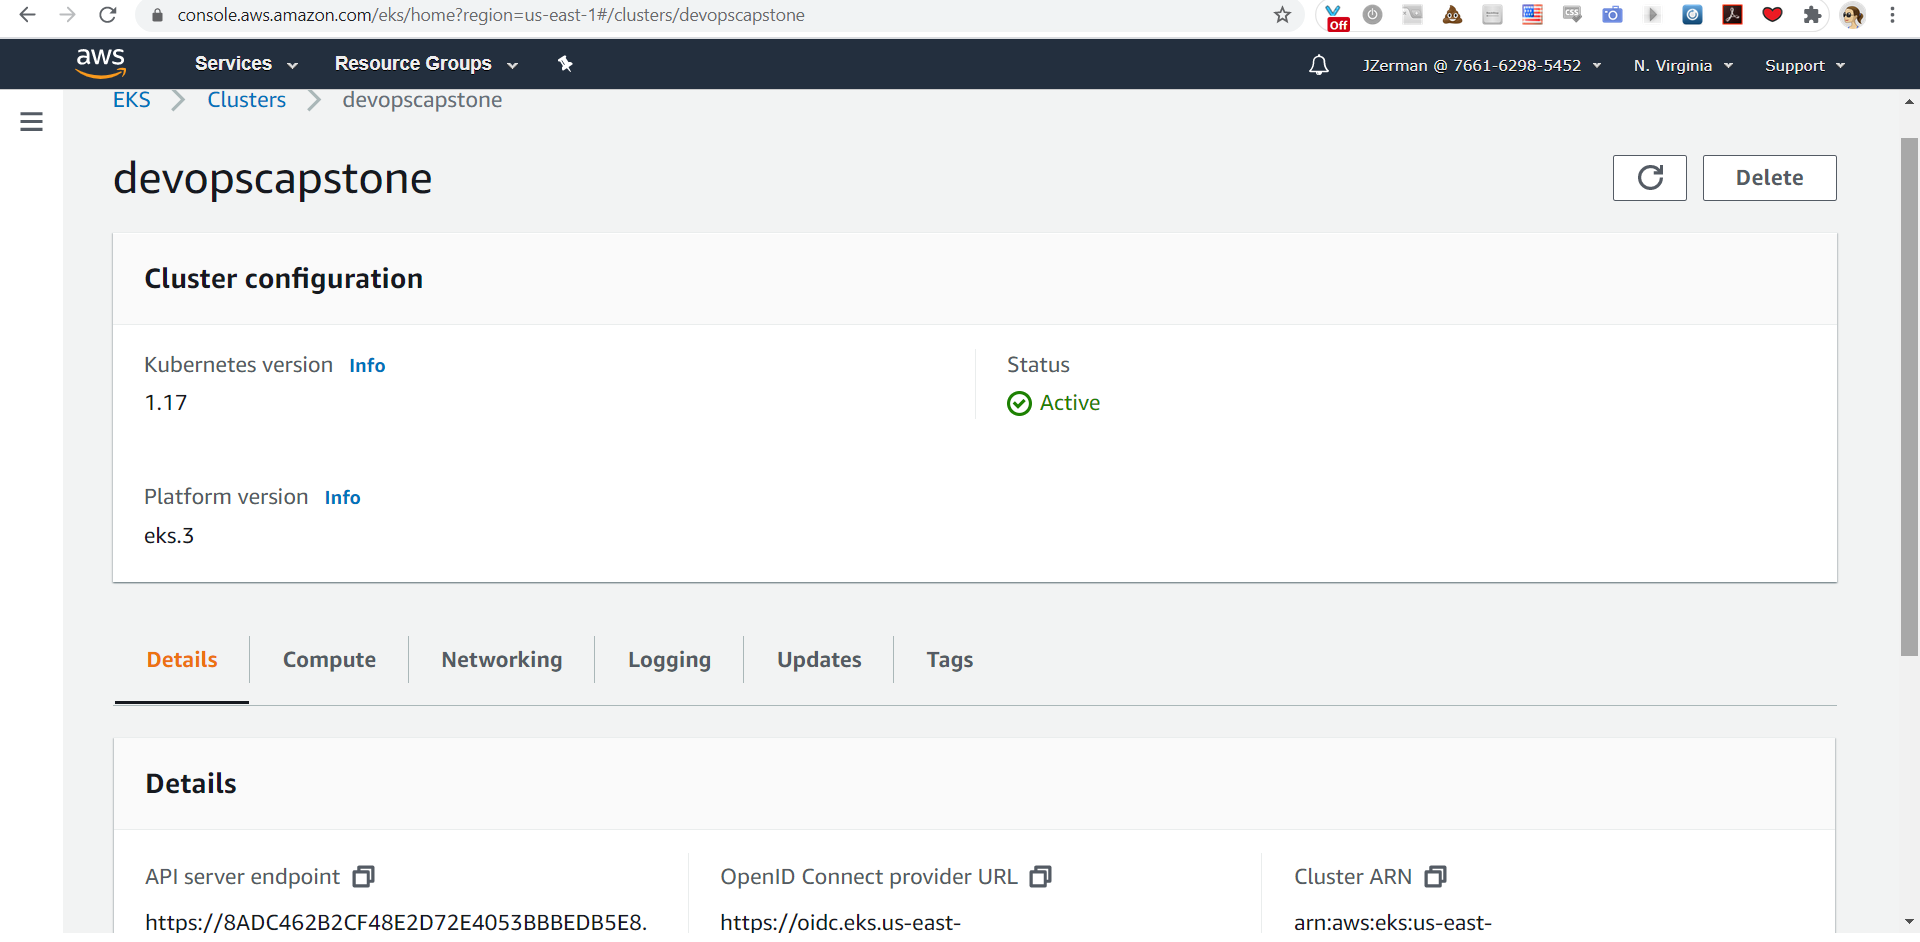 console.aws.amazon.com/eks/home?region=us-east-1#/clusters/devopscapstone
Off
CSS
aws
Services
Resource Groups
JZerman @ 7661-6298-5452
N. Virginia
Support
EKS
Clusters
devopscapstone
devopscapstone
Delete
Cluster configuration
Kubernetes version Info
1.17
Status
Active
Platform version Info
eks.3
Details
Compute
Networking
Logging
Updates
Tags
Details
API server endpoint
https://8ADC462B2CF48E2D72E4053BBBEDB5E8.
OpenID Connect provider URL
https://oidc.eks.us-east-
Cluster ARN
arn:aws:eks:us-east-